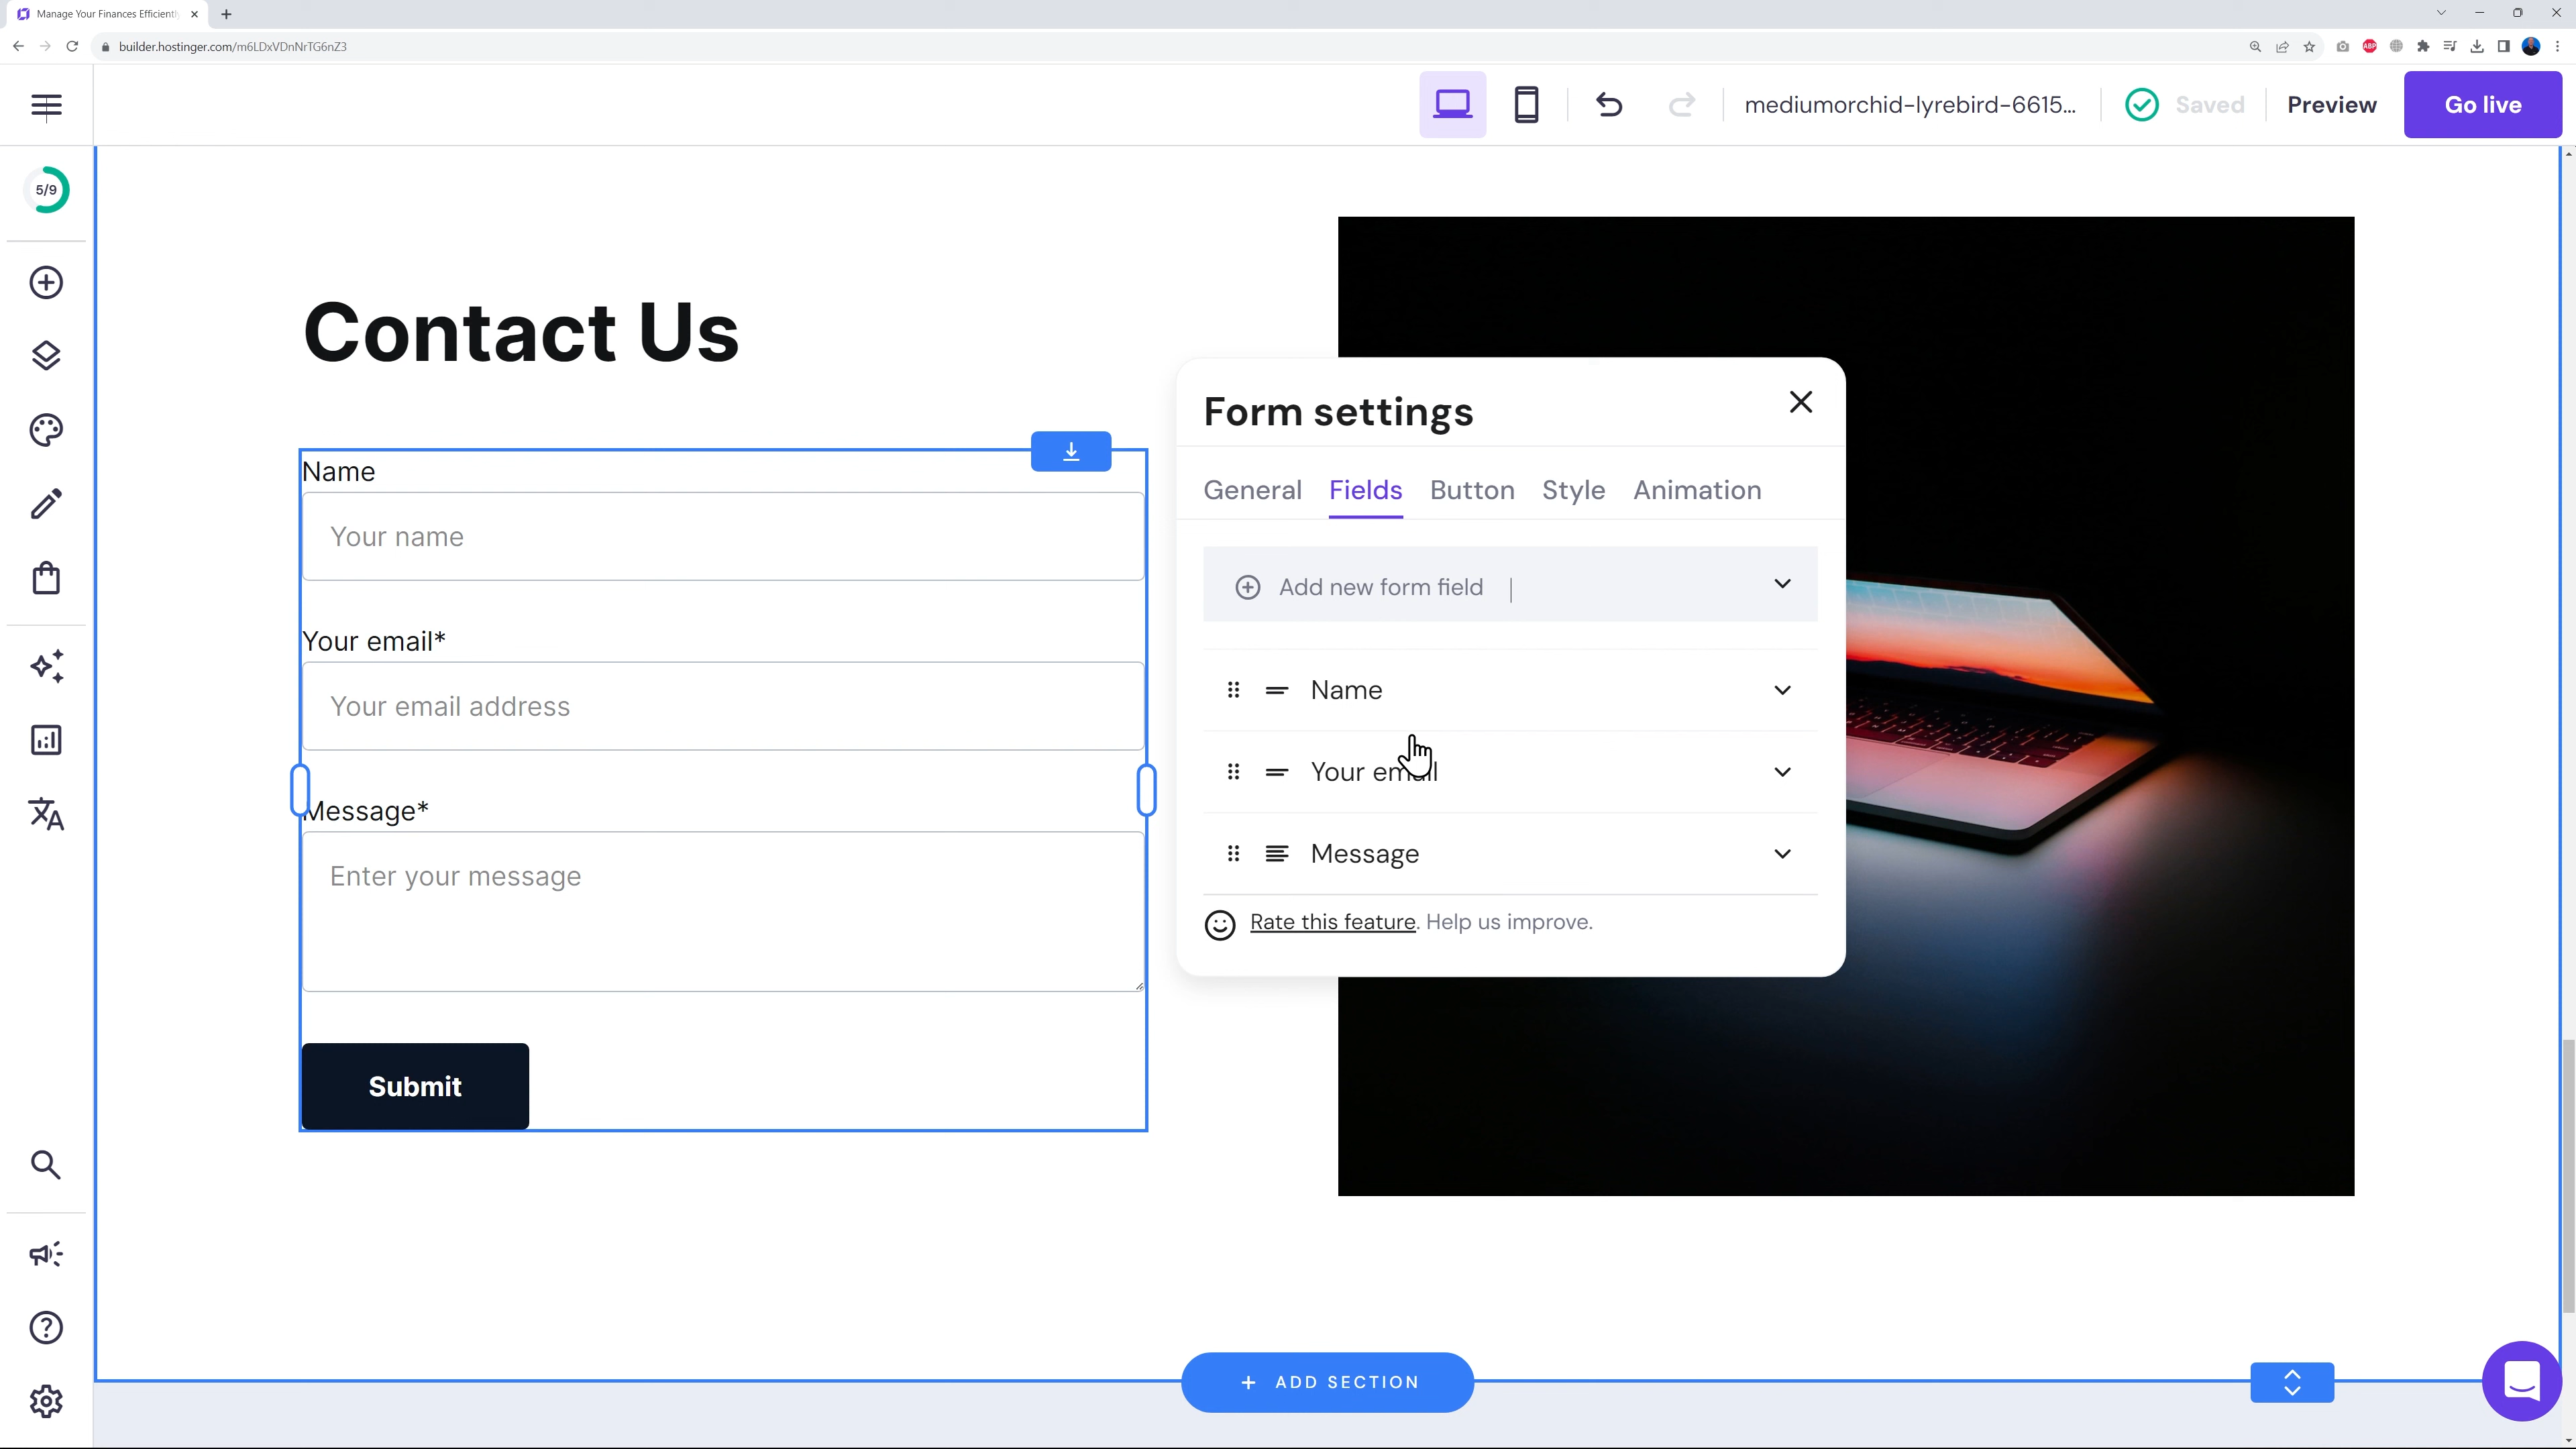 Manage Your Finances Efficientl
builder.hostinger.com/m6LDxVDnNrTG6nZ3
ABP
mediumorchid-lyrebird-6615...
Saved
Preview
Go live
5/9
Contact Us
Name
Your name
Your email*
Your email address
Message*
Enter your message
Submit
Form settings
General Fields Button Style Animation
Add new form field
Name
Your email
Message
Rate this feature. Help us improve.
+ ADD SECTION